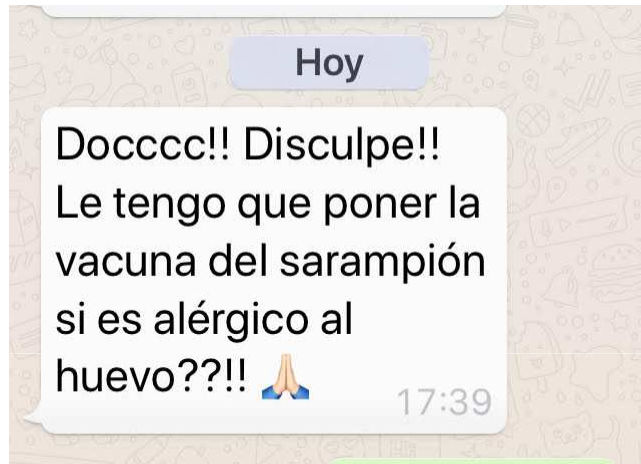 Hoy
Docccc!! Disculpe!!
Le tengo que poner la
vacuna del sarampión
si es alérgico al
huevo??!! 🙏🏻
17:39